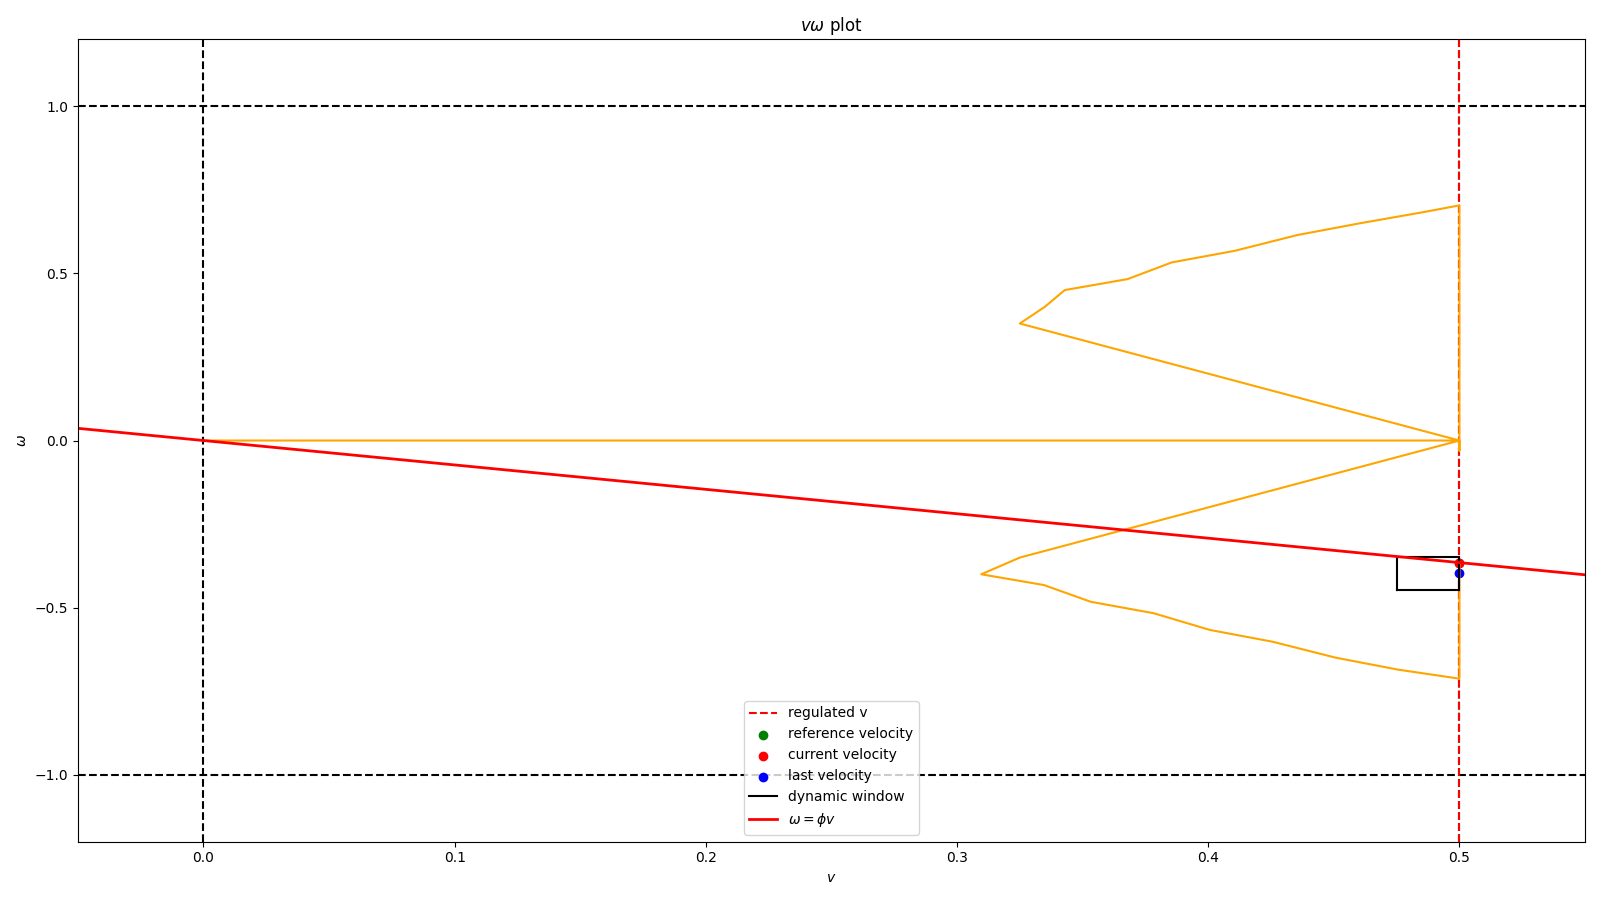 vω plot
1.0
0.5
0.0
−0.5
−1.0
ω
regulated v
reference velocity
current velocity
last velocity
dynamic window
ω = ϕv
0.0 0.1 0.2 0.3 0.4 0.5
v